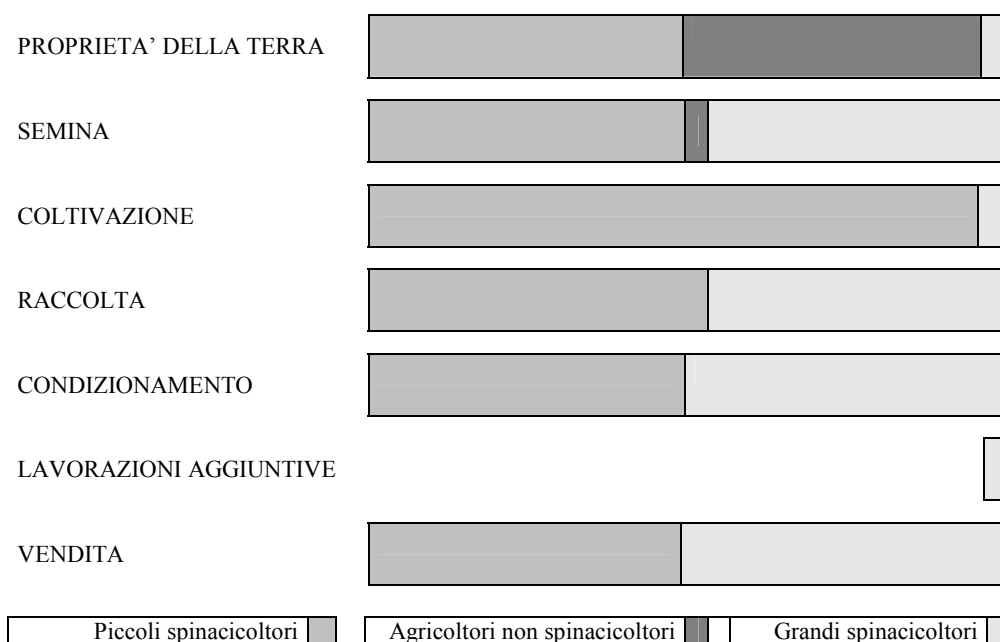 PROPRIETA’ DELLA TERRA
SEMINA
COLTIVAZIONE
RACCOLTA
CONDIZIONAMENTO
LAVORAZIONI AGGIUNTIVE
VENDITA
Piccoli spinacicoltori Agricoltori non spinacicoltori Grandi spinacicoltori